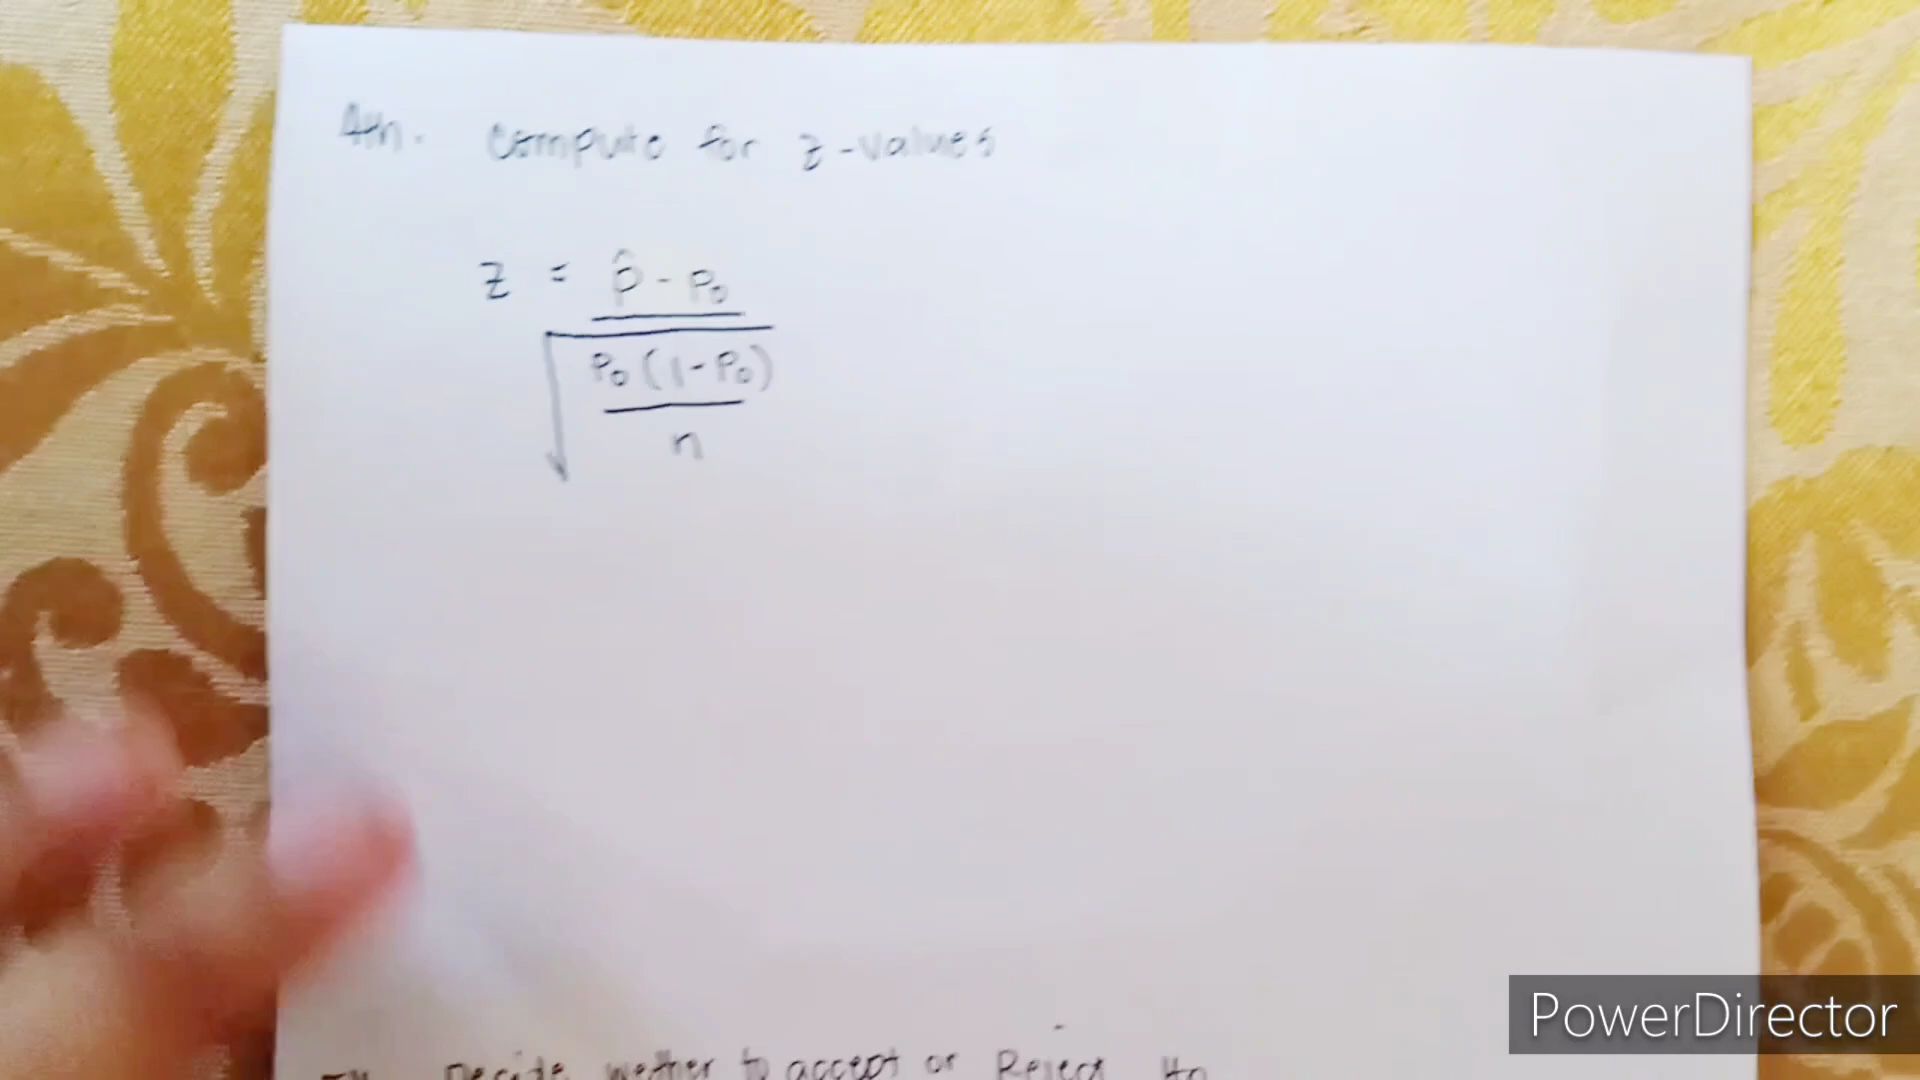 4th. Compute for z-values
z = p̂ - p₀
√ p₀ (1 - p₀)
n
Decide wether to accept or Reject Ho
PowerDirector